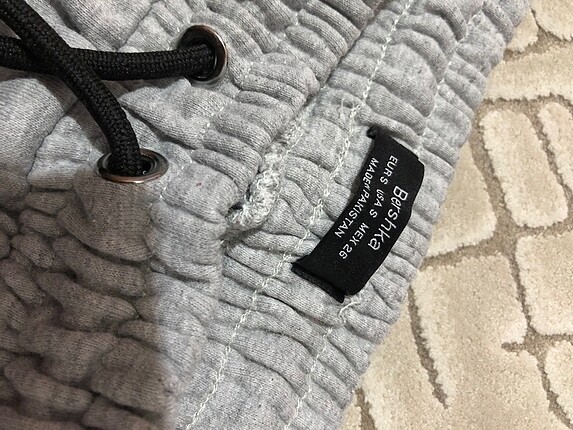 Bershka
EUR S USA S MEX 26
MADE IN PAKISTAN